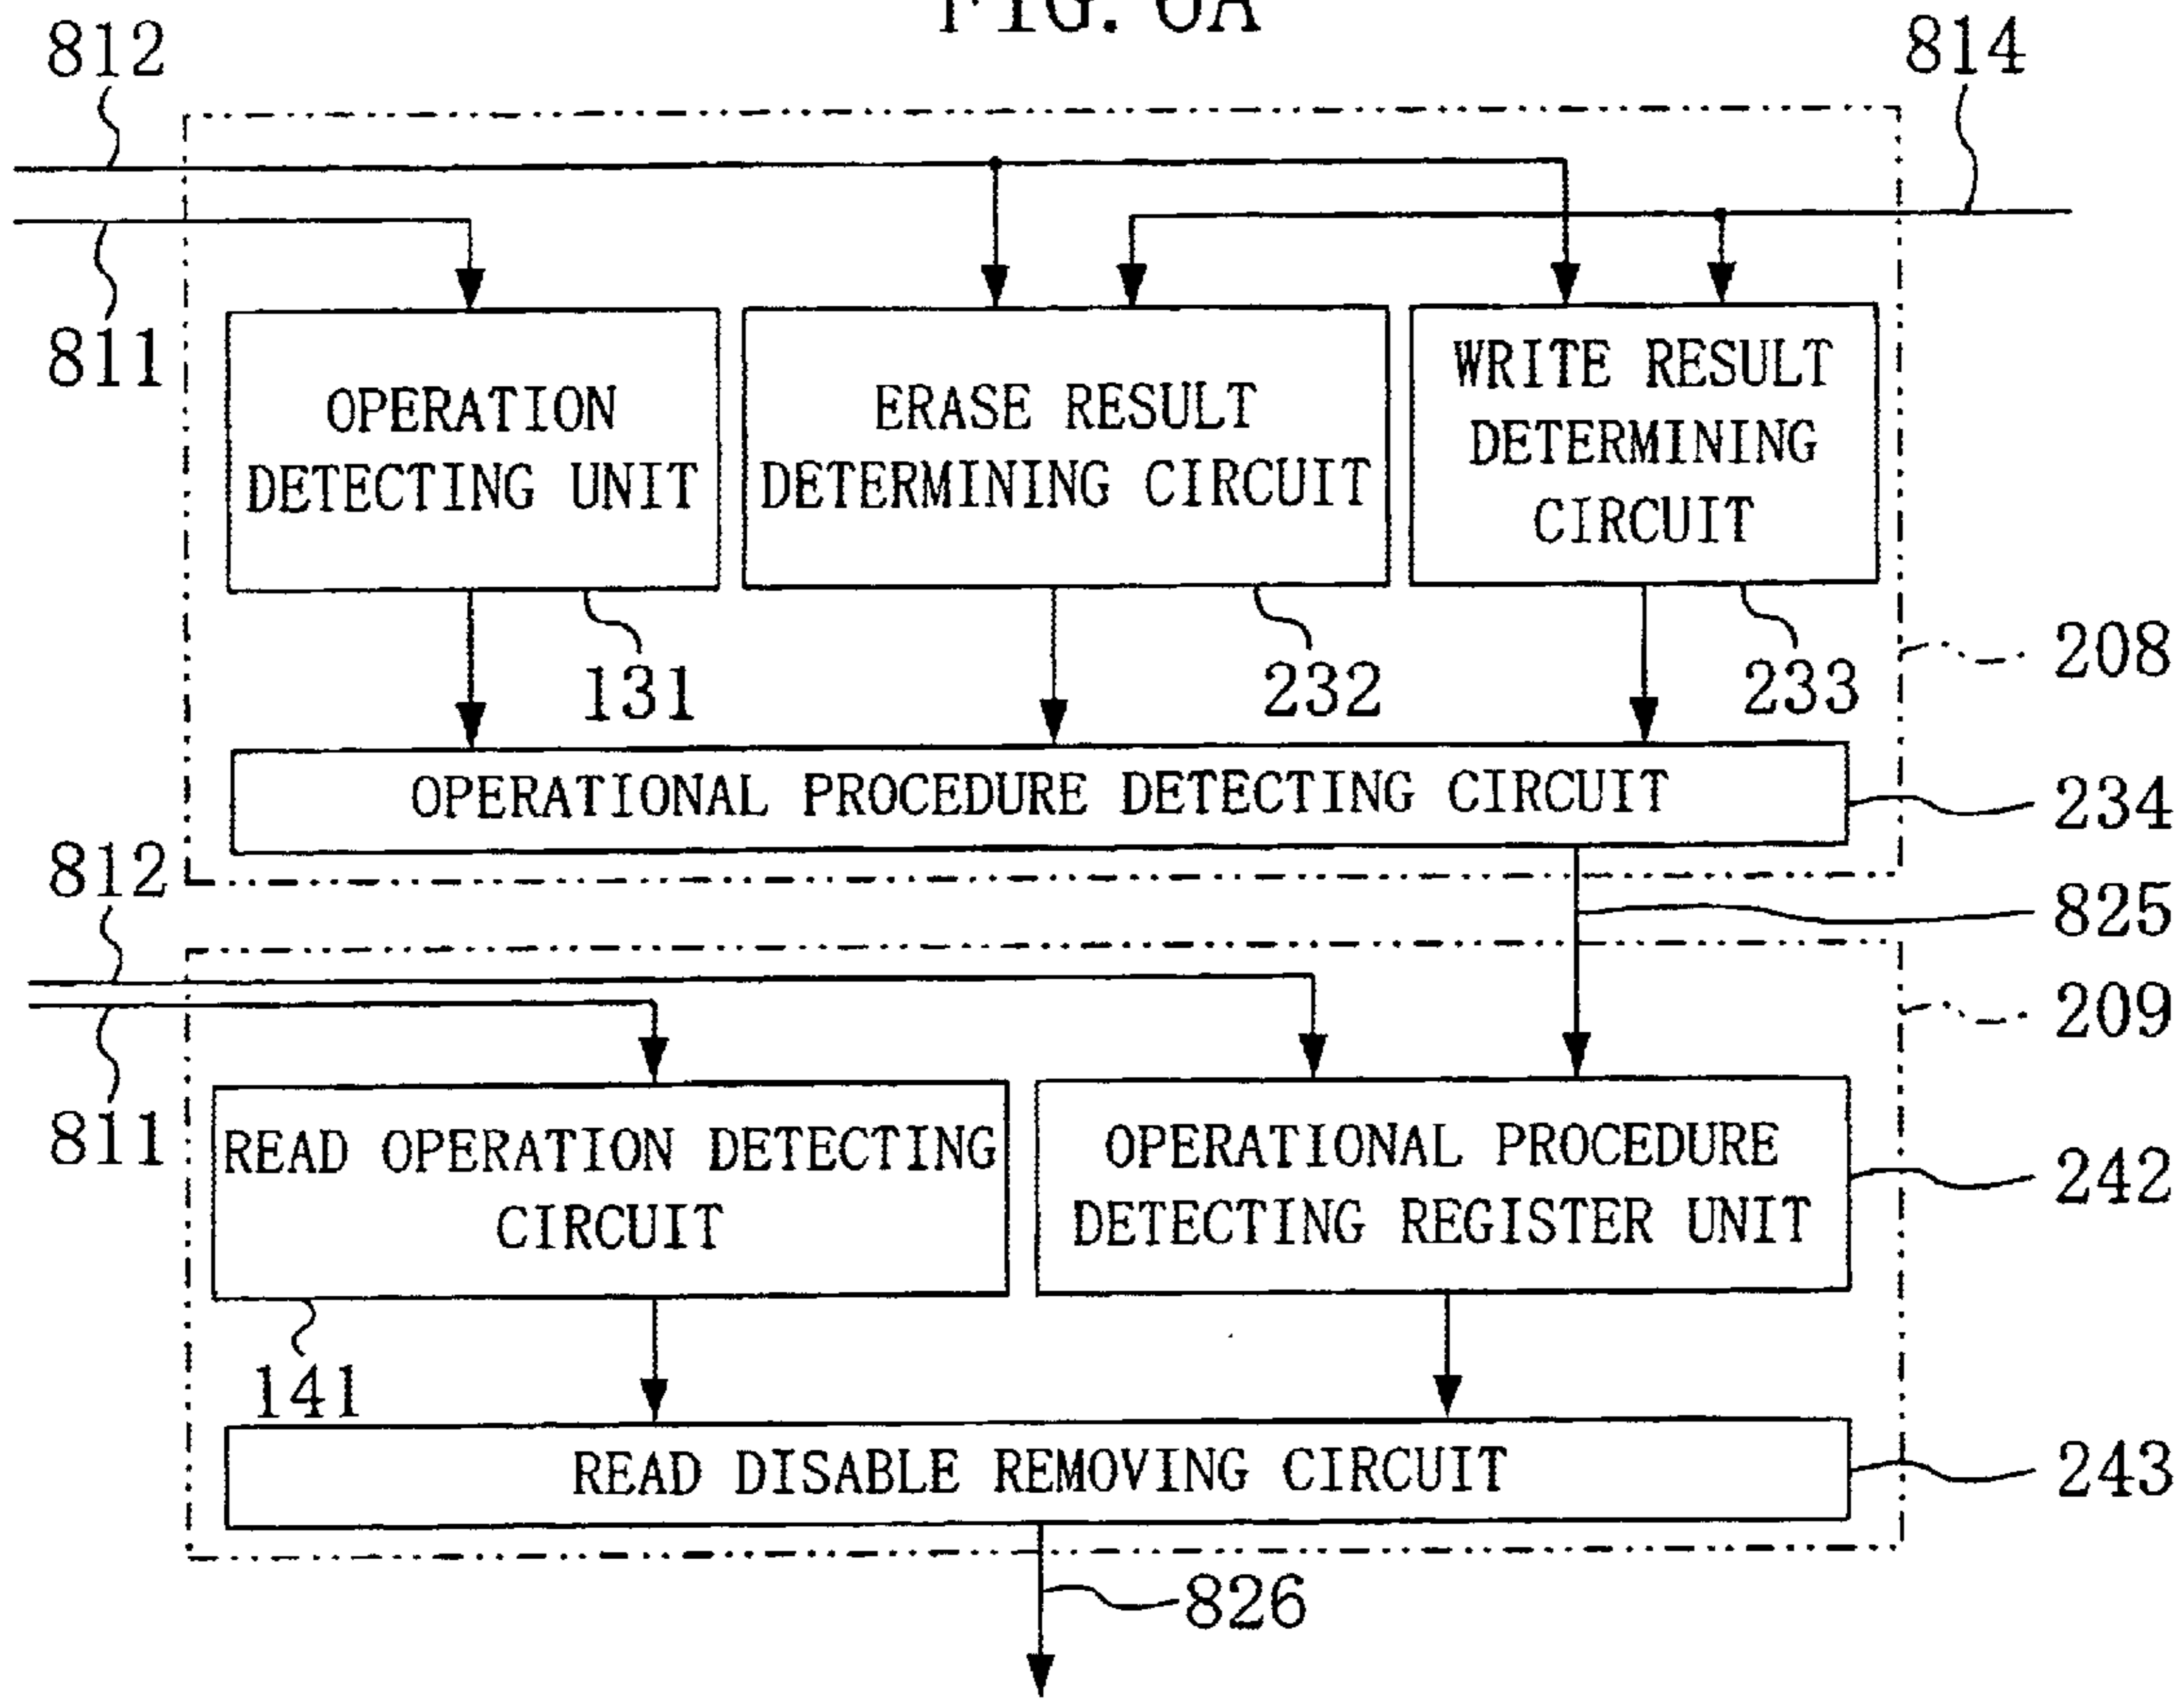 812
814
811
OPERATION
DETECTING UNIT
ERASE RESULT
DETERMINING CIRCUIT
WRITE RESULT
DETERMINING
CIRCUIT
131
232
233
208
OPERATIONAL PROCEDURE DETECTING CIRCUIT
234
812
825
209
811
READ OPERATION DETECTING
CIRCUIT
OPERATIONAL PROCEDURE
DETECTING REGISTER UNIT
242
141
READ DISABLE REMOVING CIRCUIT
243
826